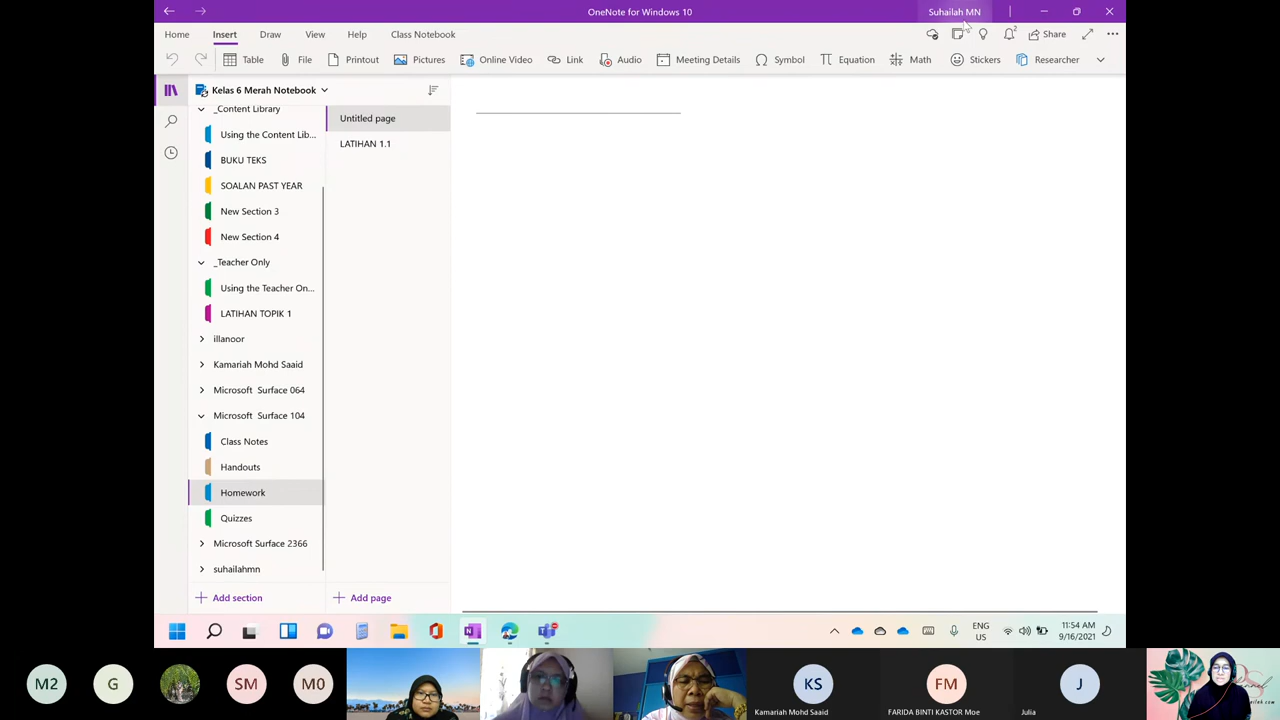 OneNote for Windows 10
Suhailah MN
Home Insert Draw View Help Class Notebook
Share
Table File Printout Pictures Online Video Link Audio Meeting Details Symbol Equation Math Stickers Researcher
Kelas 6 Merah Notebook
_Content Library
Using the Content Lib...
BUKU TEKS
SOALAN PAST YEAR
New Section 3
New Section 4
_Teacher Only
Using the Teacher On...
LATIHAN TOPIK 1
illanoor
Kamariah Mohd Saaid
Microsoft Surface 064
Microsoft Surface 104
Class Notes
Handouts
Homework
Quizzes
Microsoft Surface 2366
suhailahmn
Add section
Untitled page
LATIHAN 1.1
Add page
ENG
US
11:54 AM
9/16/2021
M2 G SM M0 KS FM J
Kamariah Mohd Saaid
FARIDA BINTI KASTOR Moe
Julia